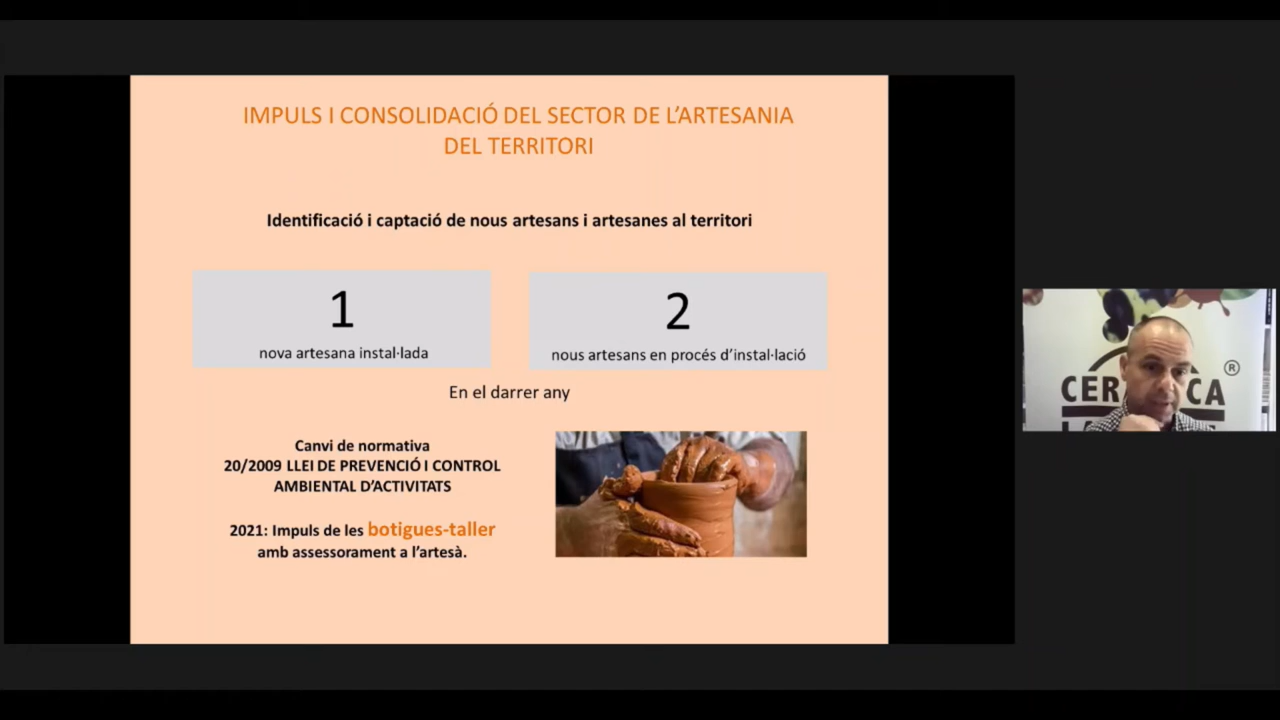 IMPULS I CONSOLIDACIÓ DEL SECTOR DE L'ARTESANIA
DEL TERRITORI
Identificació i captació de nous artesans i artesanes al territori
1
nova artesana instal·lada
2
nous artesans en procés d'instal·lació
En el darrer any
Canvi de normativa
20/2009 LLEI DE PREVENCIÓ I CONTROL
AMBIENTAL D'ACTIVITATS
2021: Impuls de les botigues-taller
amb assessorament a l'artesà.
®